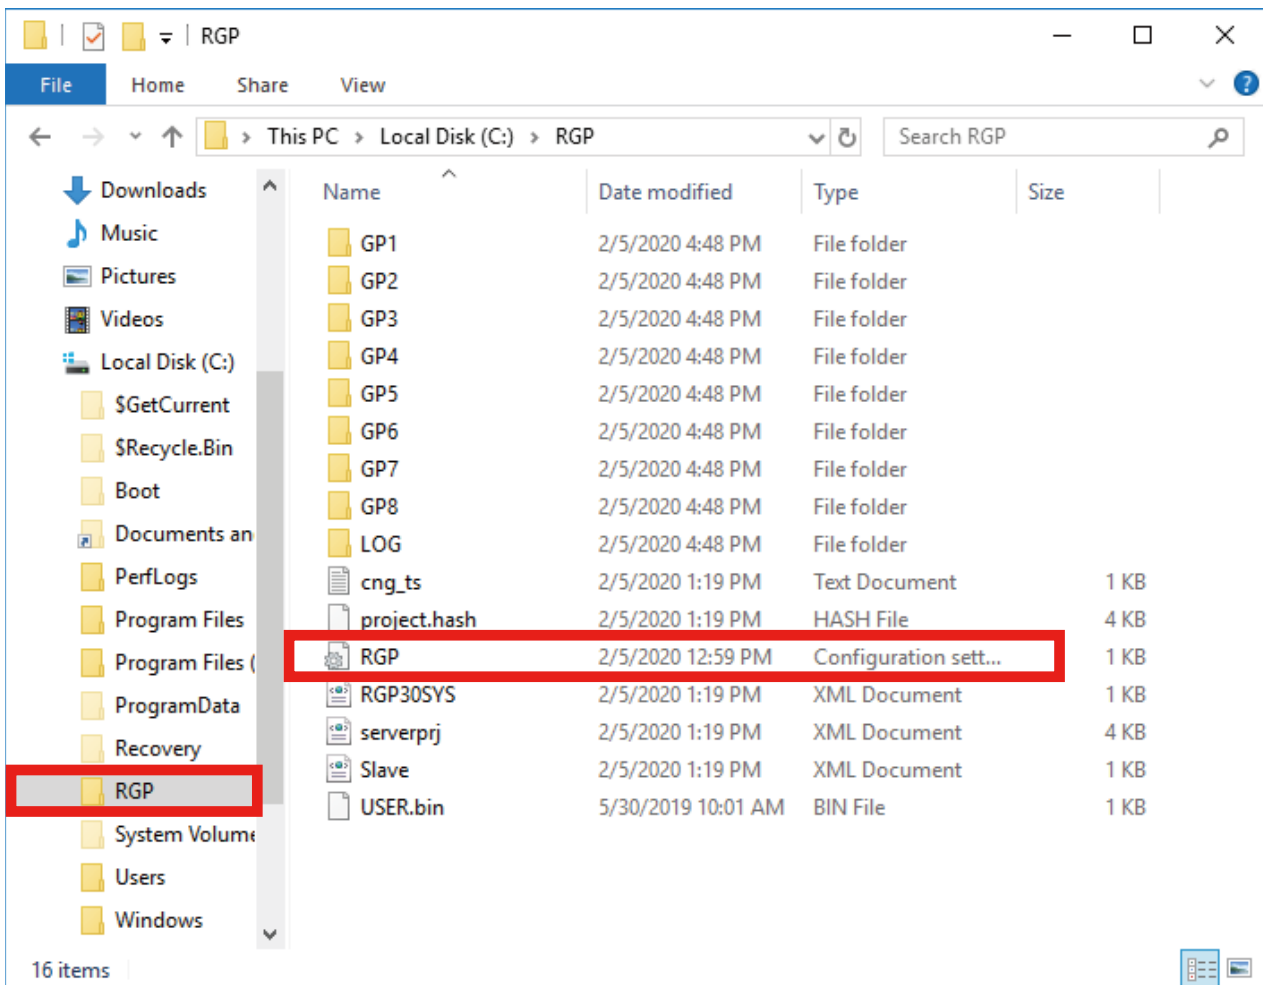 RGP
File Home Share View
This PC > Local Disk (C:) > RGP Search RGP
Downloads
Music
Pictures
Videos
Local Disk (C:)
$GetCurrent
$Recycle.Bin
Boot
Documents an
PerfLogs
Program Files
Program Files (
ProgramData
Recovery
RGP
System Volume
Users
Windows
Name Date modified Type Size
GP1 2/5/2020 4:48 PM File folder
GP2 2/5/2020 4:48 PM File folder
GP3 2/5/2020 4:48 PM File folder
GP4 2/5/2020 4:48 PM File folder
GP5 2/5/2020 4:48 PM File folder
GP6 2/5/2020 4:48 PM File folder
GP7 2/5/2020 4:48 PM File folder
GP8 2/5/2020 4:48 PM File folder
LOG 2/5/2020 4:48 PM File folder
cng_ts 2/5/2020 1:19 PM Text Document 1 KB
project.hash 2/5/2020 1:19 PM HASH File 4 KB
RGP 2/5/2020 12:59 PM Configuration sett... 1 KB
RGP30SYS 2/5/2020 1:19 PM XML Document 1 KB
serverprj 2/5/2020 1:19 PM XML Document 4 KB
Slave 2/5/2020 1:19 PM XML Document 1 KB
USER.bin 5/30/2019 10:01 AM BIN File 1 KB
16 items